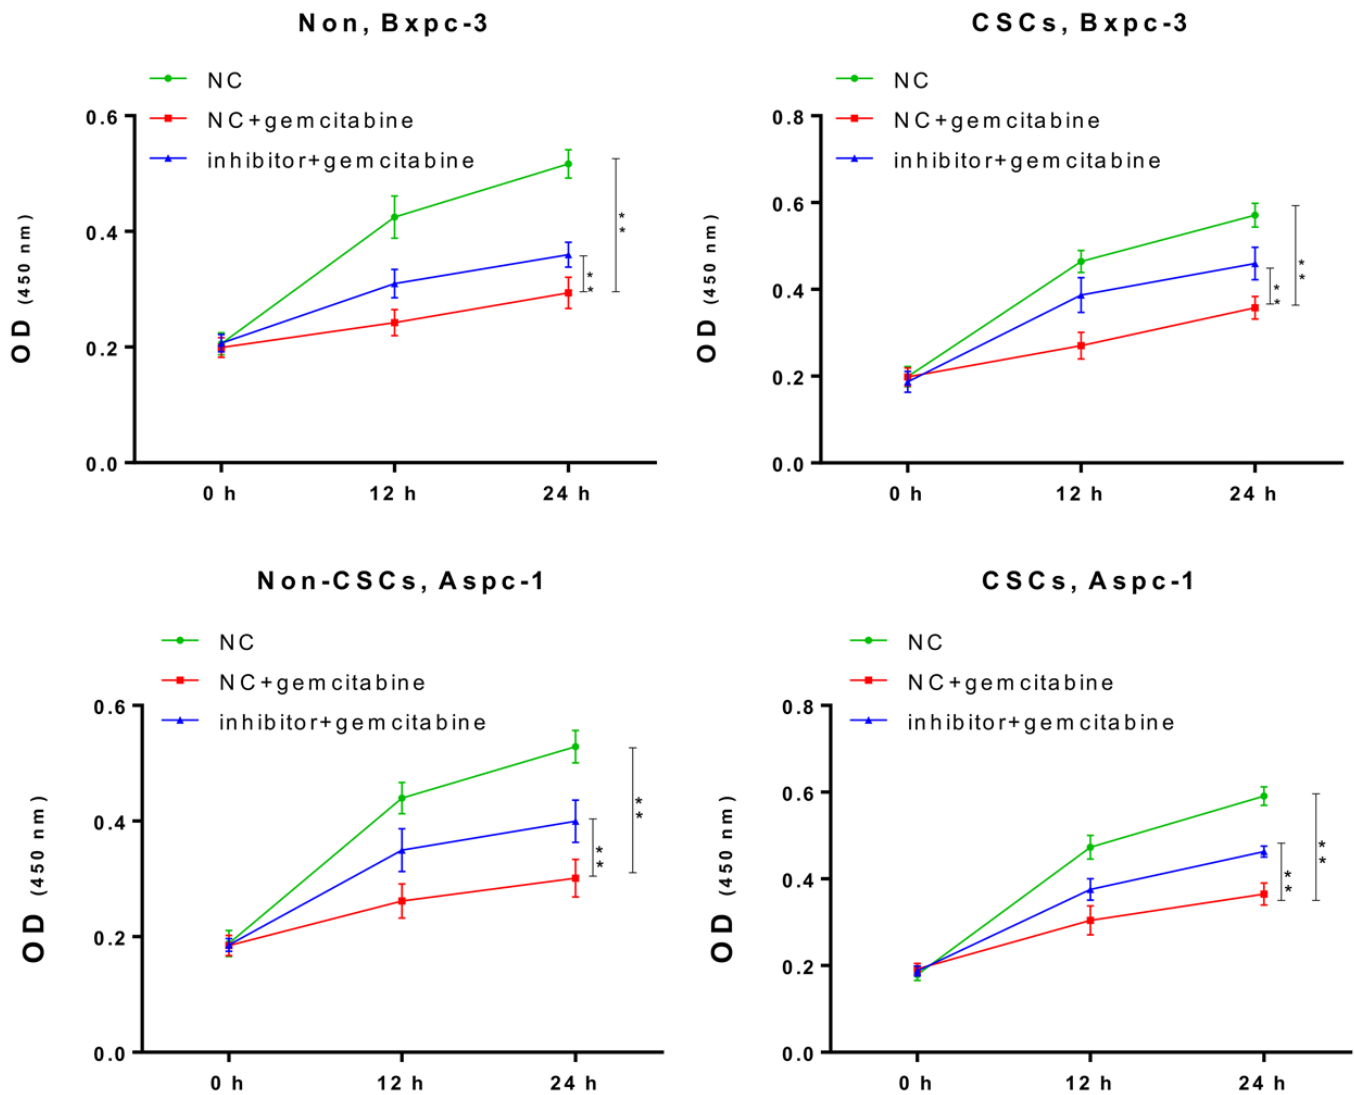 Non, Bxpc-3
NC
NC+gemcitabine
inhibitor+gemcitabine
OD (450 nm)
0.6
0.4
0.2
0.0
0 h
12 h
24 h
**
**
CSCs, Bxpc-3
NC
NC+gemcitabine
inhibitor+gemcitabine
OD (450 nm)
0.8
0.6
0.4
0.2
0.0
0 h
12 h
24 h
**
**
Non-CSCs, Aspc-1
NC
NC+gemcitabine
inhibitor+gemcitabine
OD (450 nm)
0.6
0.4
0.2
0.0
0 h
12 h
24 h
**
**
CSCs, Aspc-1
NC
NC+gemcitabine
inhibitor+gemcitabine
OD (450 nm)
0.8
0.6
0.4
0.2
0.0
0 h
12 h
24 h
**
**